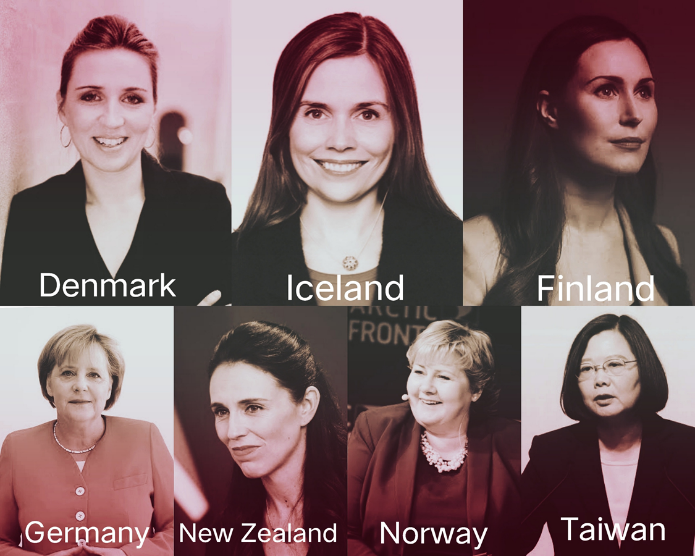 Denmark
Iceland
Finland
ARCTIC
FRONT
Germany
New Zealand
Norway
Taiwan